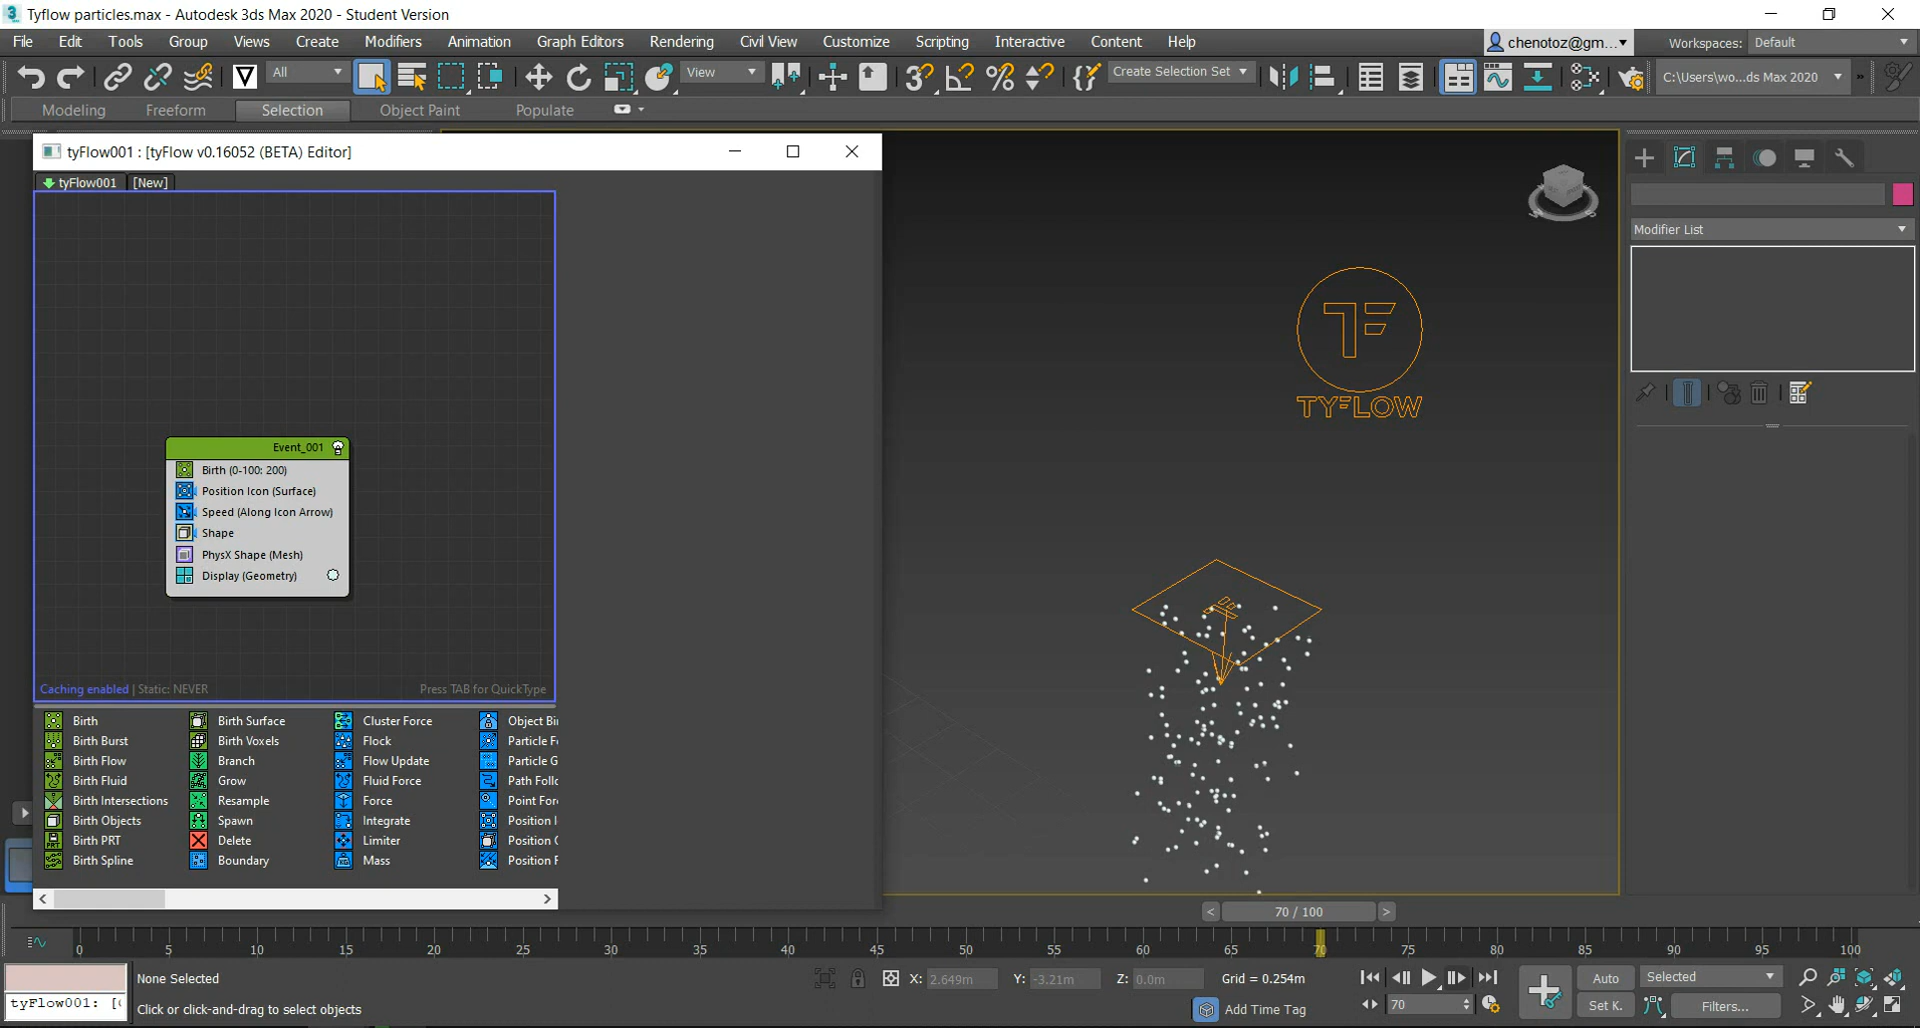 Tyflow particles.max - Autodesk 3ds Max 2020 - Student Version
File Edit Tools Group Views Create Modifiers Animation Graph Editors Rendering Civil View Customize Scripting Interactive Content Help chenotoz@gm... Workspaces: Default
All View Create Selection Set C:\Users\wo...ds Max 2020
Modeling Freeform Selection Object Paint Populate
tyFlow001 : [tyFlow v0.16052 (BETA) Editor]
tyFlow001 [New]
Modifier List
TF
TYFLOW
Event_001
Birth (0-100: 200)
Position Icon (Surface)
Speed (Along Icon Arrow)
Shape
PhysX Shape (Mesh)
Display (Geometry)
Caching enabled | Static: NEVER Press TAB for QuickType
Birth Birth Surface Cluster Force Object Bi
Birth Burst Birth Voxels Flock Particle F
Birth Flow Branch Flow Update Particle G
Birth Fluid Grow Fluid Force Path Follo
Birth Intersections Resample Force Point For
Birth Objects Spawn Integrate Position I
Birth PRT Delete Limiter Position
Birth Spline Boundary Mass Position
< 70 / 100 >
0 5 10 15 20 25 30 35 40 45 50 55 60 65 70 75 80 85 90 95 100
None Selected X: 2.649m Y: -3.21m Z: 0.0m Grid = 0.254m Auto Selected
tyFlow001: [
Click or click-and-drag to select objects Add Time Tag 70 Set K. Filters...